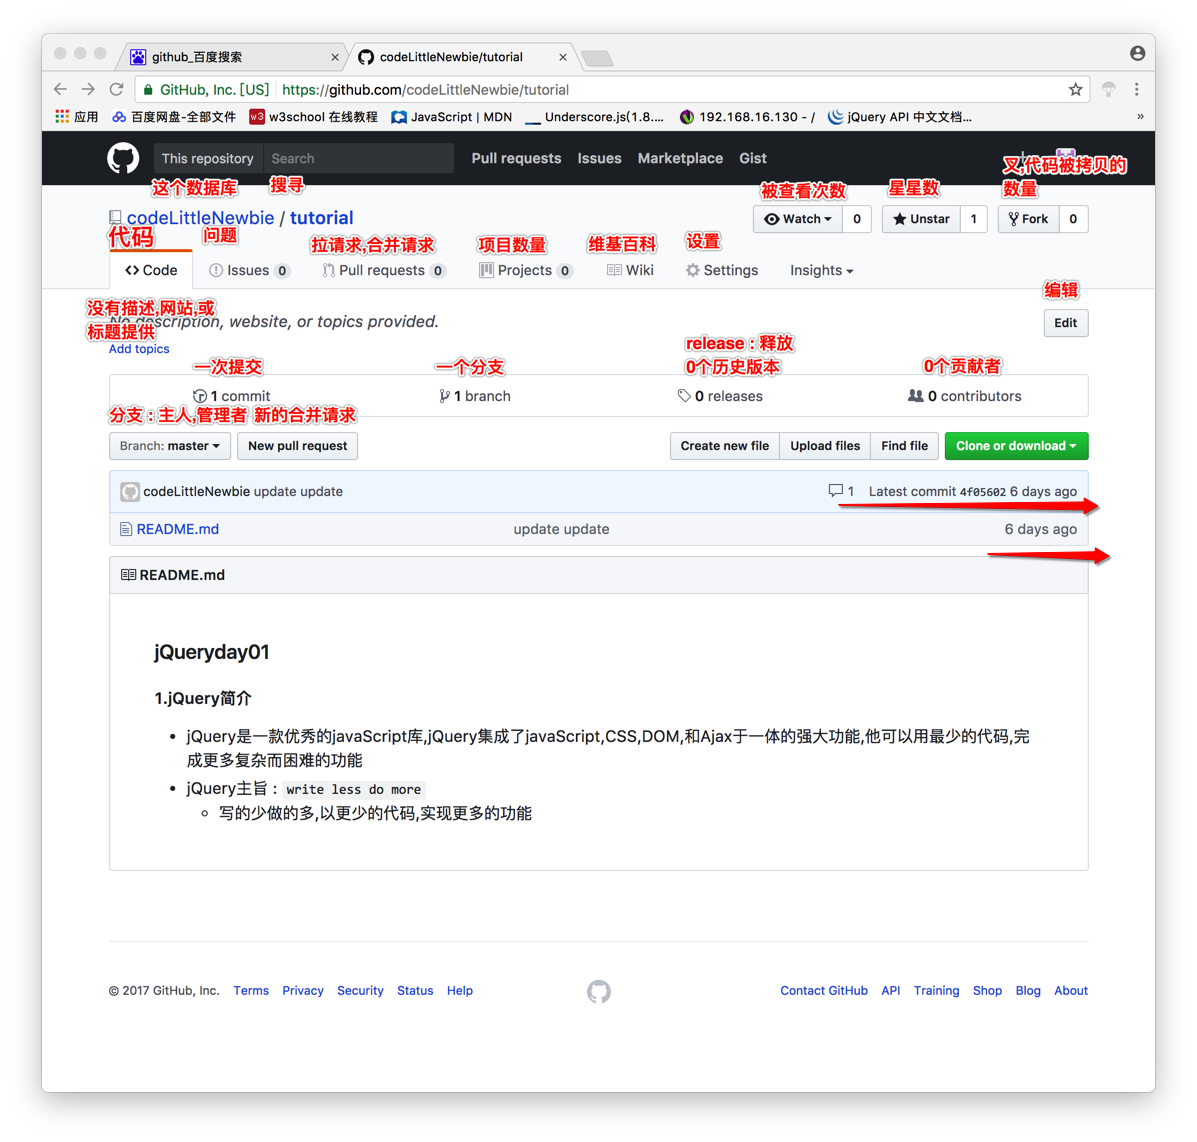 github_百度搜索
codeLittleNewbie/tutorial
GitHub, Inc. [US] https://github.com/codeLittleNewbie/tutorial
应用 百度网盘-全部文件 w3school 在线教程 JavaScript | MDN Underscore.js(1.8.... 192.168.16.130 - / jQuery API 中文文档... »
This repository Search Pull requests Issues Marketplace Gist
叉,代码被拷贝的
数量
这个数据库 搜寻 被查看次数 星星数
codeLittleNewbie / tutorial Watch 0 Unstar 1 Fork 0
代码 问题 拉请求,合并请求 项目数量 维基百科 设置
Code Issues 0 Pull requests 0 Projects 0 Wiki Settings Insights
没有描述,网站,或
标题提供
编辑
No description, website, or topics provided. Edit
Add topics
release : 释放
一次提交 一个分支 0个历史版本 0个贡献者
1 commit 1 branch 0 releases 0 contributors
分支 : 主人,管理者 新的合并请求
Branch: master New pull request Create new file Upload files Find file Clone or download
codeLittleNewbie update update 1 Latest commit 4f05602 6 days ago
README.md update update 6 days ago
README.md
jQueryday01
1.jQuery简介
• jQuery是一款优秀的javaScript库,jQuery集成了javaScript,CSS,DOM,和Ajax于一体的强大功能,他可以用最少的代码,完
成更多复杂而困难的功能
• jQuery主旨 : write less do more
写的少做的多,以更少的代码,实现更多的功能
© 2017 GitHub, Inc. Terms Privacy Security Status Help Contact GitHub API Training Shop Blog About